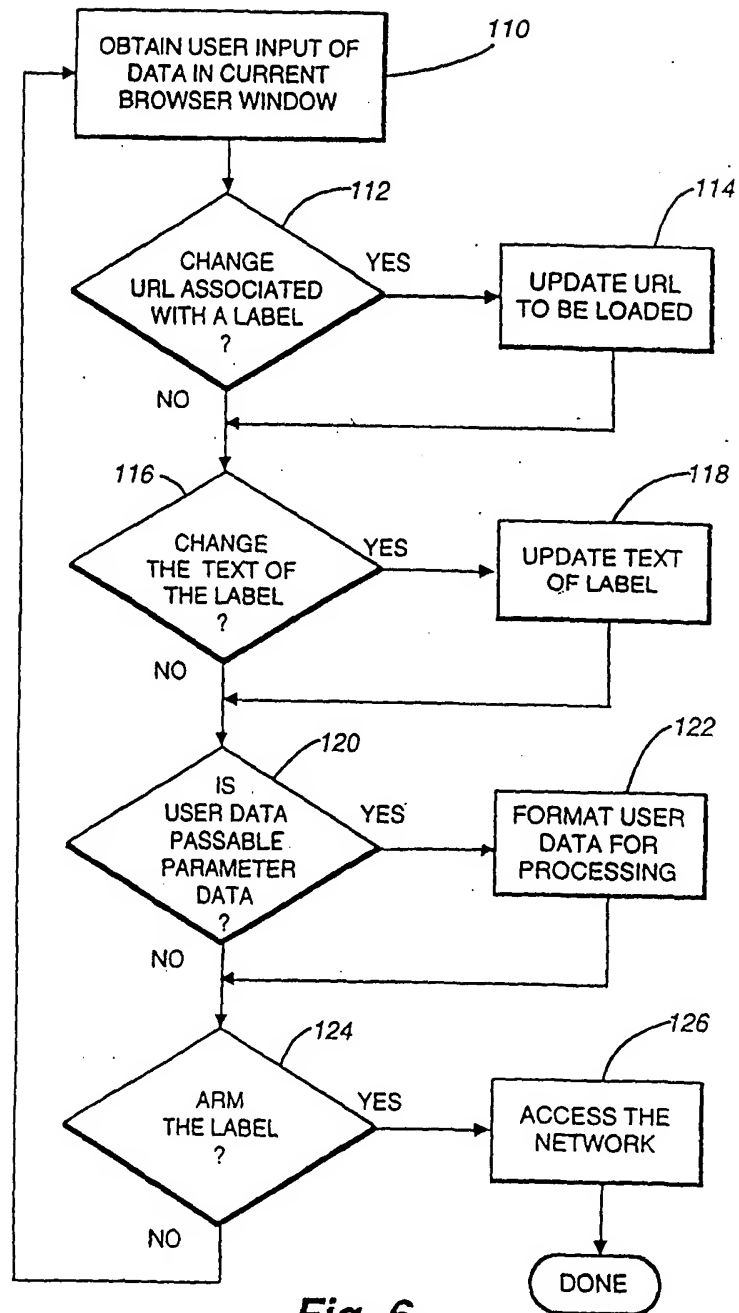 OBTAIN USER INPUT OF
DATA IN CURRENT
BROWSER WINDOW
110
112
CHANGE
URL ASSOCIATED
WITH A LABEL
?
YES
NO
114
UPDATE URL
TO BE LOADED
116
CHANGE
THE TEXT OF
THE LABEL
?
YES
NO
118
UPDATE TEXT
OF LABEL
120
IS
USER DATA
PASSABLE
PARAMETER
DATA
?
YES
NO
122
FORMAT USER
DATA FOR
PROCESSING
124
ARM
THE LABEL
?
YES
NO
126
ACCESS THE
NETWORK
DONE
Fig. 6